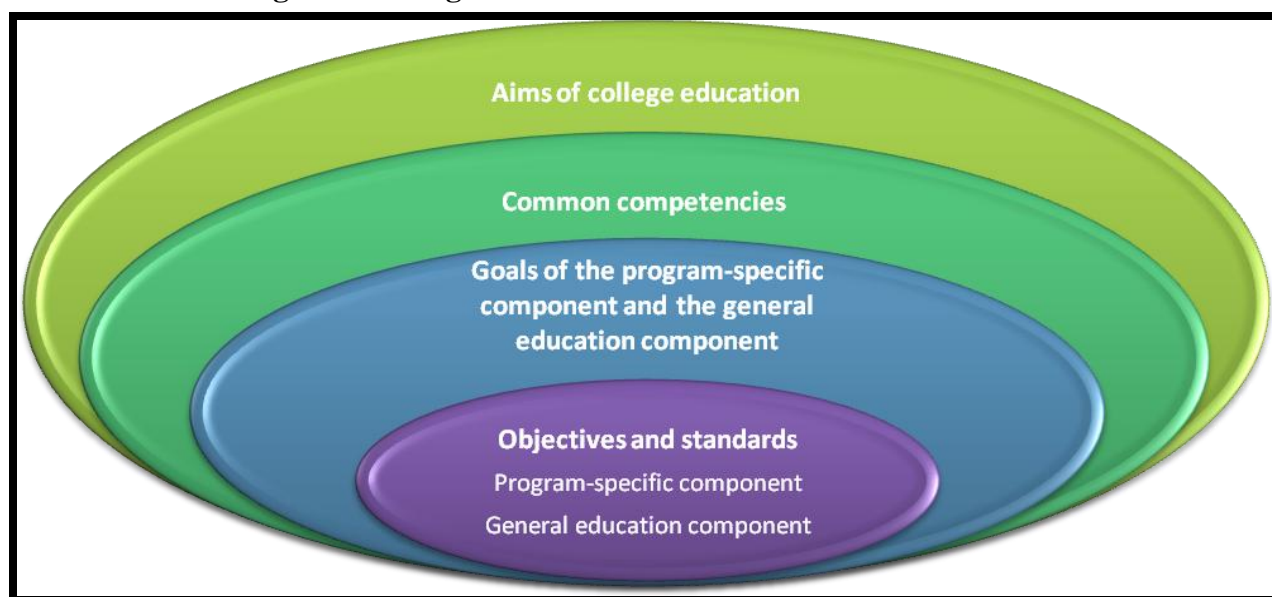 Aims of college education
Common competencies
Goals of the program-specific
component and the general
education component
Objectives and standards
Program-specific component
General education component